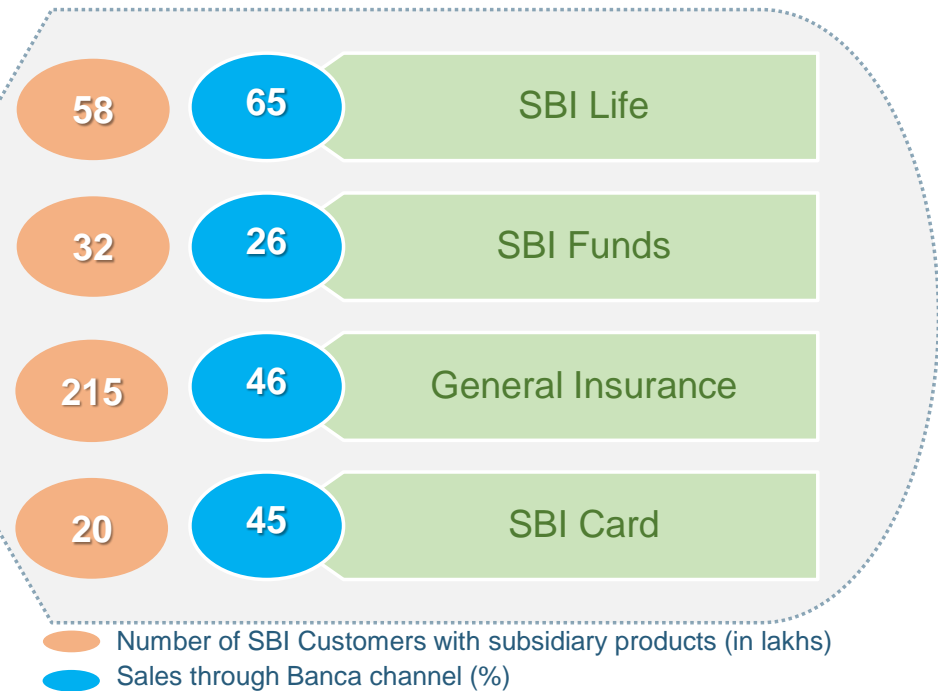 58 65 SBI Life
32 26 SBI Funds
215 46 General Insurance
20 45 SBI Card
Number of SBI Customers with subsidiary products (in lakhs)
Sales through Banca channel (%)